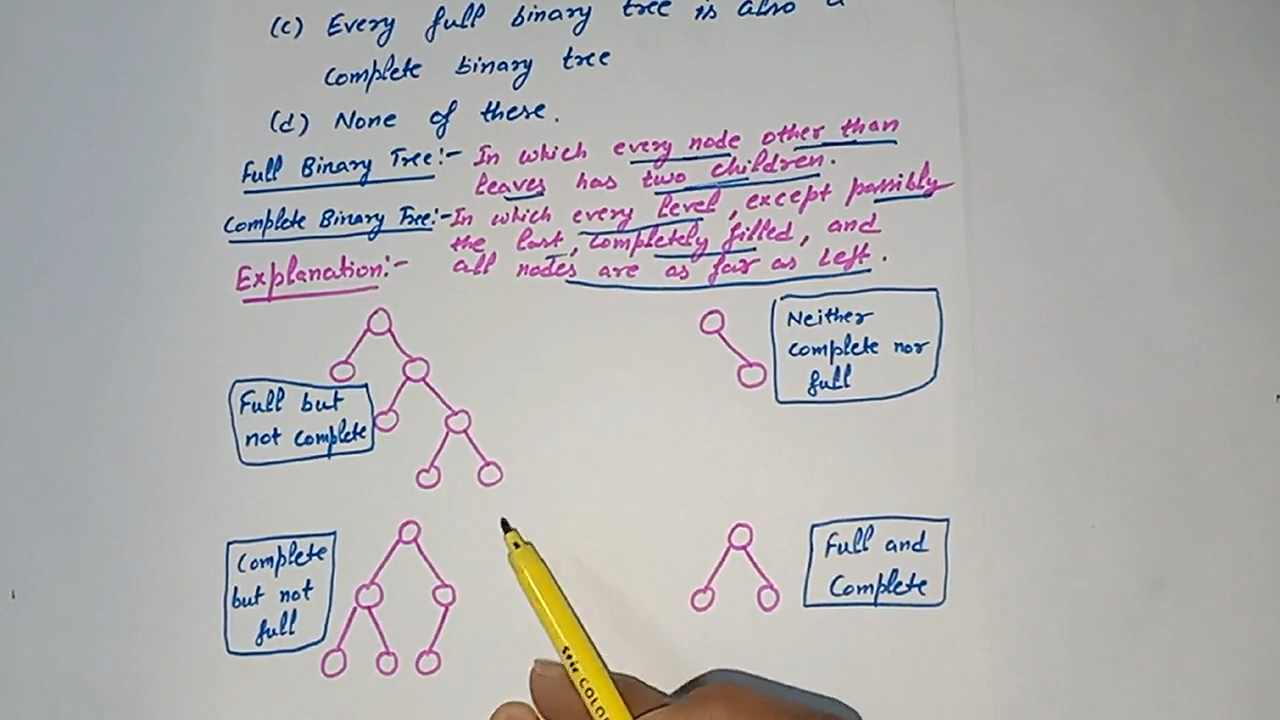 (c) Every full binary tree is also a
complete binary tree
(d) None of these.
Full Binary Tree:- In which every node other than
leaves has two children.
Complete Binary Tree:- In which every level, except possibly
the last, completely filled, and
all nodes are as far as left.
Explanation:-
Neither
complete nor
full
Full but
not complete
Complete
but not
full
Full and
Complete